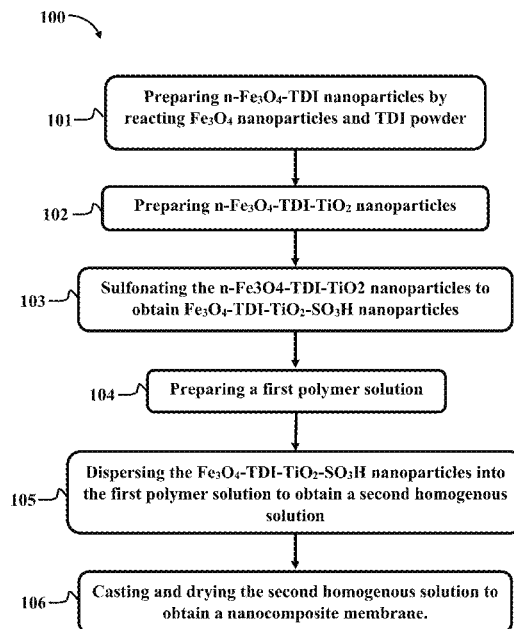 100
Preparing n-Fe₃O₄-TDI nanoparticles by
reacting Fe₃O₄ nanoparticles and TDI powder
101
Preparing n-Fe₃O₄-TDI-TiO₂ nanoparticles
102
Sulfonating the n-Fe3O4-TDI-TiO2 nanoparticles to
obtain Fe₃O₄-TDI-TiO₂-SO₃H nanoparticles
103
Preparing a first polymer solution
104
Dispersing the Fe₃O₄-TDI-TiO₂-SO₃H nanoparticles into
the first polymer solution to obtain a second homogenous
solution
105
Casting and drying the second homogenous solution to
obtain a nanocomposite membrane.
106